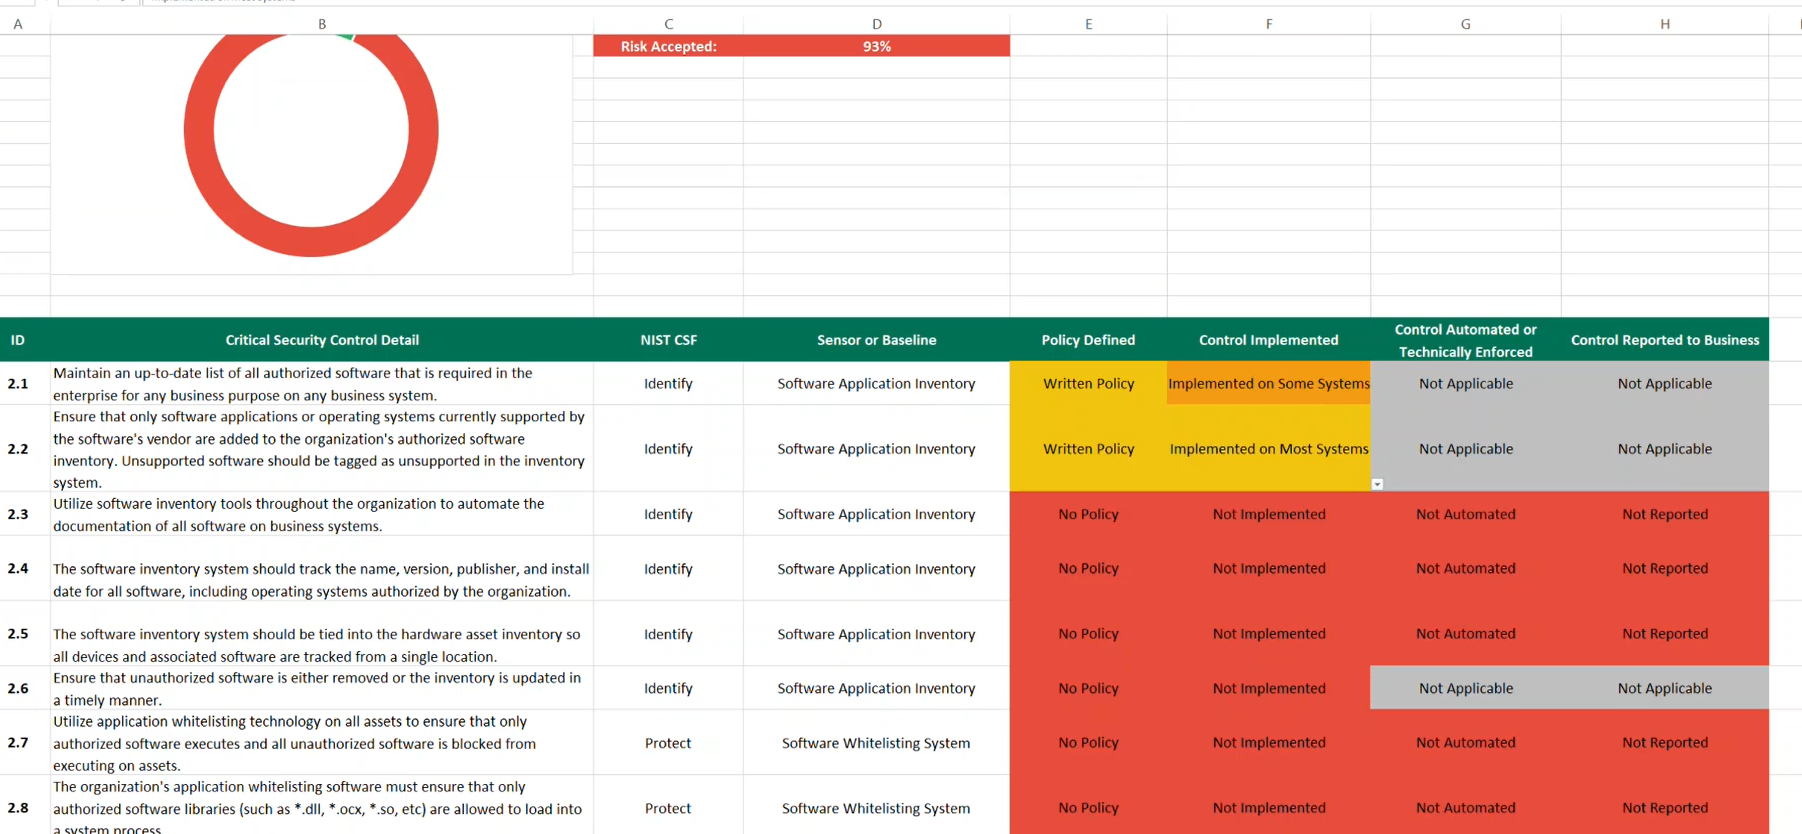 A B C D E F G H
Risk Accepted: 93%
ID Critical Security Control Detail NIST CSF Sensor or Baseline Policy Defined Control Implemented Control Automated or Technically Enforced Control Reported to Business
2.1 Maintain an up-to-date list of all authorized software that is required in the
enterprise for any business purpose on any business system.
Identify Software Application Inventory Written Policy Implemented on Some Systems Not Applicable Not Applicable
2.2 Ensure that only software applications or operating systems currently supported by
the software's vendor are added to the organization's authorized software
inventory. Unsupported software should be tagged as unsupported in the inventory
system.
Identify Software Application Inventory Written Policy Implemented on Most Systems Not Applicable Not Applicable
2.3 Utilize software inventory tools throughout the organization to automate the
documentation of all software on business systems.
Identify Software Application Inventory No Policy Not Implemented Not Automated Not Reported
2.4 The software inventory system should track the name, version, publisher, and install
date for all software, including operating systems authorized by the organization.
Identify Software Application Inventory No Policy Not Implemented Not Automated Not Reported
2.5 The software inventory system should be tied into the hardware asset inventory so
all devices and associated software are tracked from a single location.
Identify Software Application Inventory No Policy Not Implemented Not Automated Not Reported
2.6 Ensure that unauthorized software is either removed or the inventory is updated in
a timely manner.
Identify Software Application Inventory No Policy Not Implemented Not Applicable Not Applicable
2.7 Utilize application whitelisting technology on all assets to ensure that only
authorized software executes and all unauthorized software is blocked from
executing on assets.
Protect Software Whitelisting System No Policy Not Implemented Not Automated Not Reported
2.8 The organization's application whitelisting software must ensure that only
authorized software libraries (such as *.dll, *.ocx, *.so, etc) are allowed to load into
a system process
Protect Software Whitelisting System No Policy Not Implemented Not Automated Not Reported